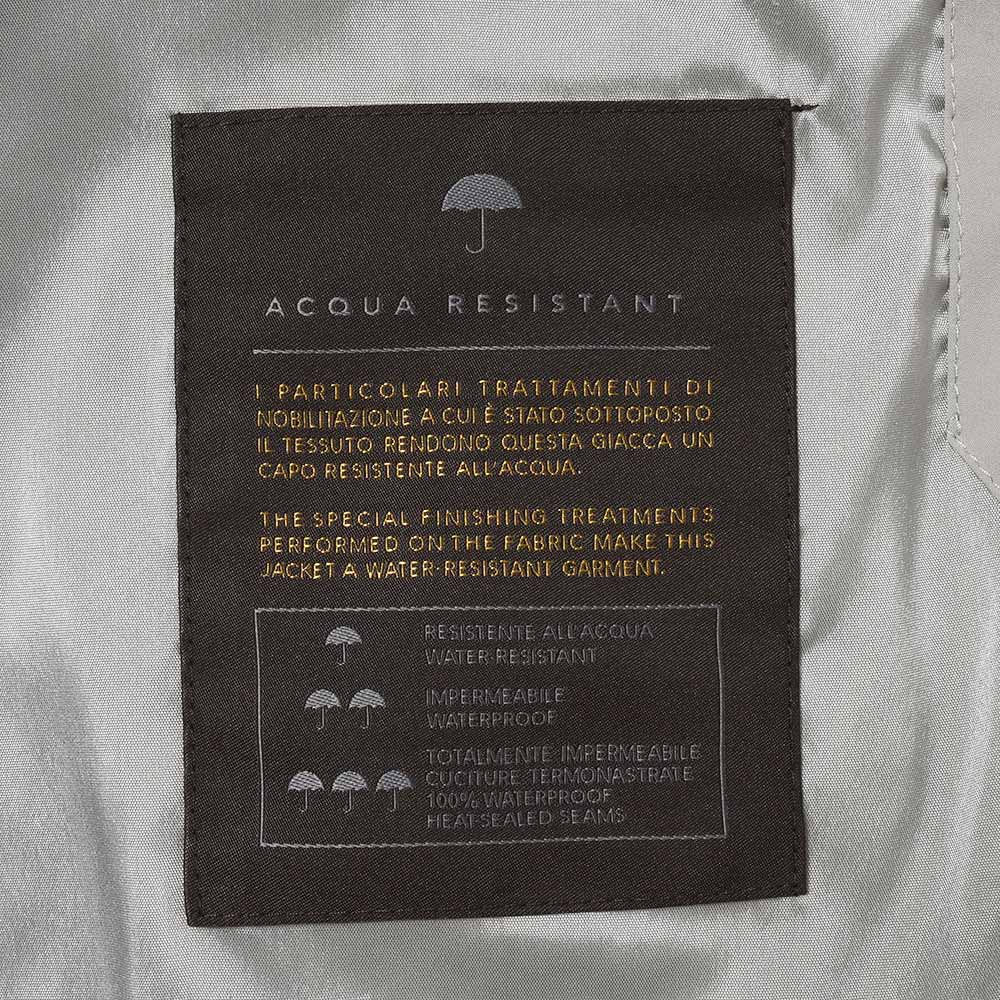 ACQUA RESISTANT
I PARTICOLARI TRATTAMENTI DI
NOBILITAZIONE A CUI È STATO SOTTOPOSTO
IL TESSUTO RENDONO QUESTA GIACCA UN
CAPO RESISTENTE ALL'ACQUA.
THE SPECIAL FINISHING TREATMENTS
PERFORMED ON THE FABRIC MAKE THIS
JACKET A WATER-RESISTANT GARMENT.
RESISTENTE ALL'ACQUA
WATER-RESISTANT
IMPERMEABILE
WATERPROOF
TOTALMENTE IMPERMEABILE
CUCITURE TERMONASTRATE
100% WATERPROOF
HEAT-SEALED SEAMS